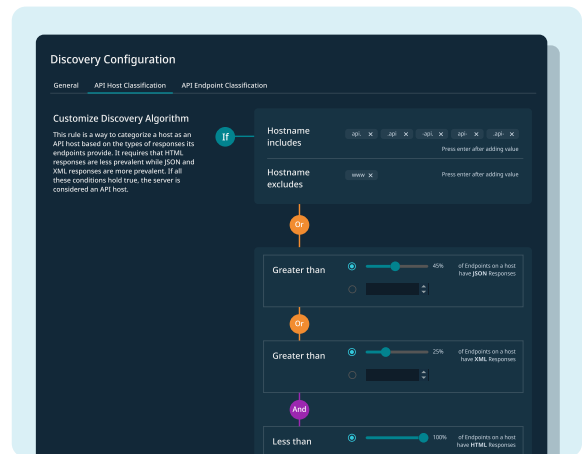 Discovery Configuration
General API Host Classification API Endpoint Classification
Customize Discovery Algorithm
This rule is a way to categorize a host as an
API host based on the types of responses its
endpoints provide. It requires that HTML
responses are less prevalent while JSON and
XML responses are more prevalent. If all
these conditions hold true, the server is
considered an API host.
If
Hostname
includes
api. × .api × -api. × api- × .api- ×
Press enter after adding value
Hostname
excludes
www ×
Press enter after adding value
Or
Greater than
45%
of Endpoints on a host
have JSON Responses
Or
Greater than
25%
of Endpoints on a host
have XML Responses
And
Less than
100%
of Endpoints on a host
have HTML Responses